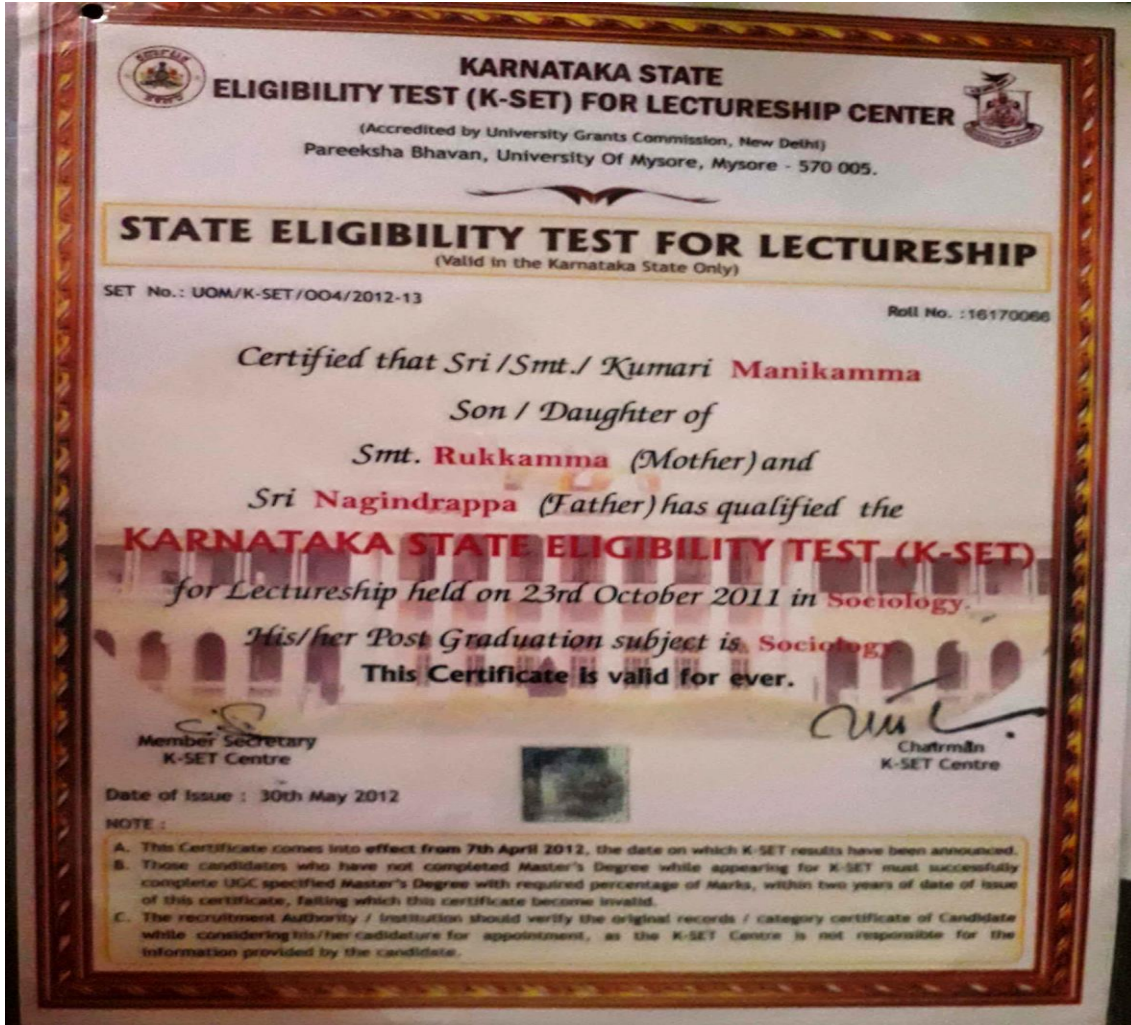 KARNATAKA STATE
ELIGIBILITY TEST (K-SET) FOR LECTURESHIP CENTER
(Accredited by University Grants Commission, New Delhi)
Pareeksha Bhavan, University Of Mysore, Mysore - 570 005.
STATE ELIGIBILITY TEST FOR LECTURESHIP
(Valid in the Karnataka State Only)
SET No.: UOM/K-SET/OO4/2012-13
Roll No. :16170066
Certified that Sri /Smt./ Kumari Manikamma
Son / Daughter of
Smt. Rukkamma (Mother) and
Sri Nagindrappa (Father) has qualified the
KARNATAKA STATE ELIGIBILITY TEST (K-SET)
for Lectureship held on 23rd October 2011 in Sociology.
His/her Post Graduation subject is Sociology.
This Certificate is valid for ever.
Member Secretary
K-SET Centre
Chairman
K-SET Centre
Date of Issue : 30th May 2012
NOTE :
A. This Certificate comes into effect from 7th April 2012, the date on which K-SET results have been announced.
B. Those candidates who have not completed Master's Degree while appearing for K-SET must successfully
complete UGC specified Master's Degree with required percentage of Marks, within two years of date of issue
of this certificate, failing which this certificate become invalid.
C. The recruitment Authority / Institution should verify the original records / category certificate of Candidate
while considering his/her cadidature for appointment, as the K-SET Centre is not responsible for the
information provided by the candidate.